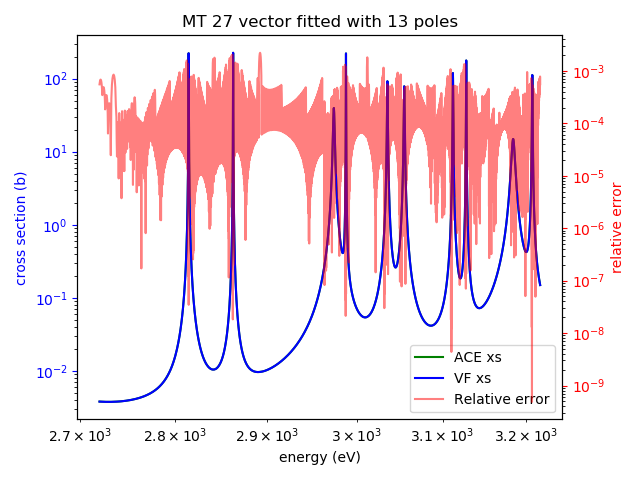 MT 27 vector fitted with 13 poles
10²
10¹
10⁰
10⁻¹
10⁻²
cross section (b)
10⁻³
10⁻⁴
10⁻⁵
10⁻⁶
10⁻⁷
10⁻⁸
10⁻⁹
relative error
ACE xs
VF xs
Relative error
2.7 × 10³ 2.8 × 10³ 2.9 × 10³ 3 × 10³ 3.1 × 10³ 3.2 × 10³
energy (eV)